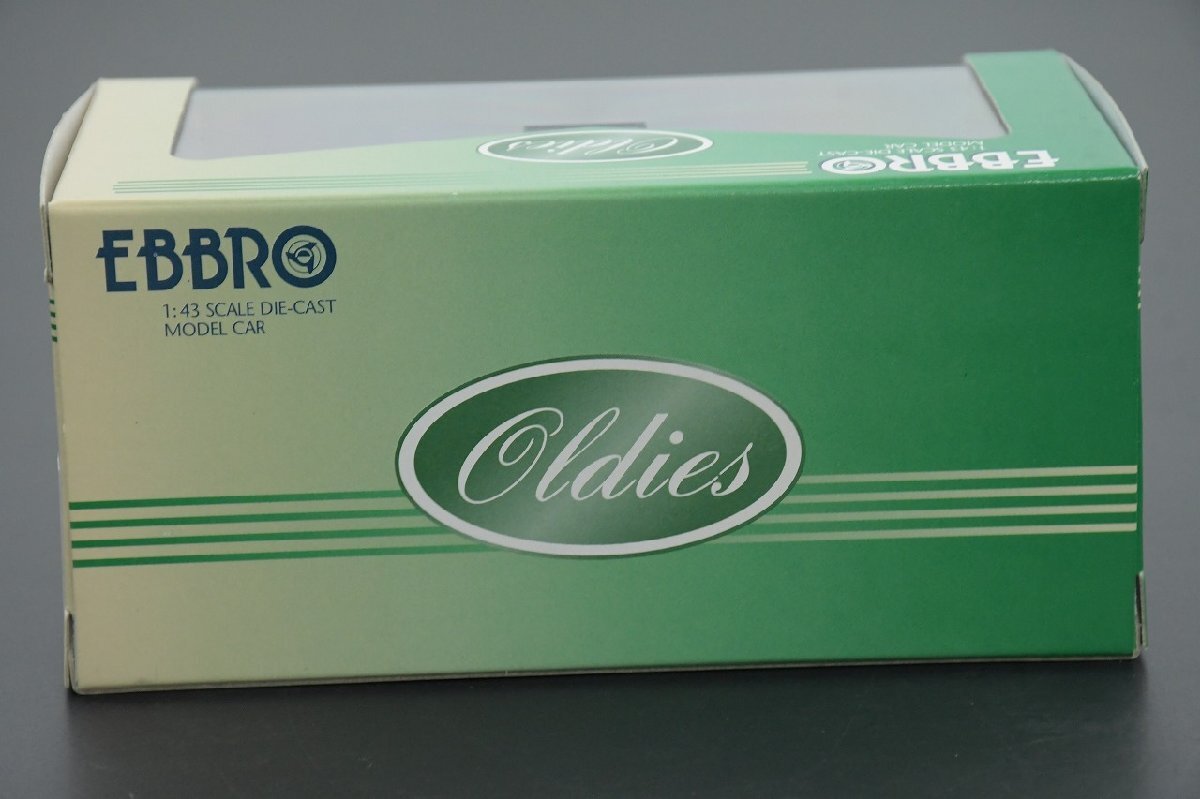 Oldies
EBBRO
1:43 SCALE DIE-CAST
MODEL CAR
EBBRO
1:43 SCALE DIE-CAST
MODEL CAR
Oldies